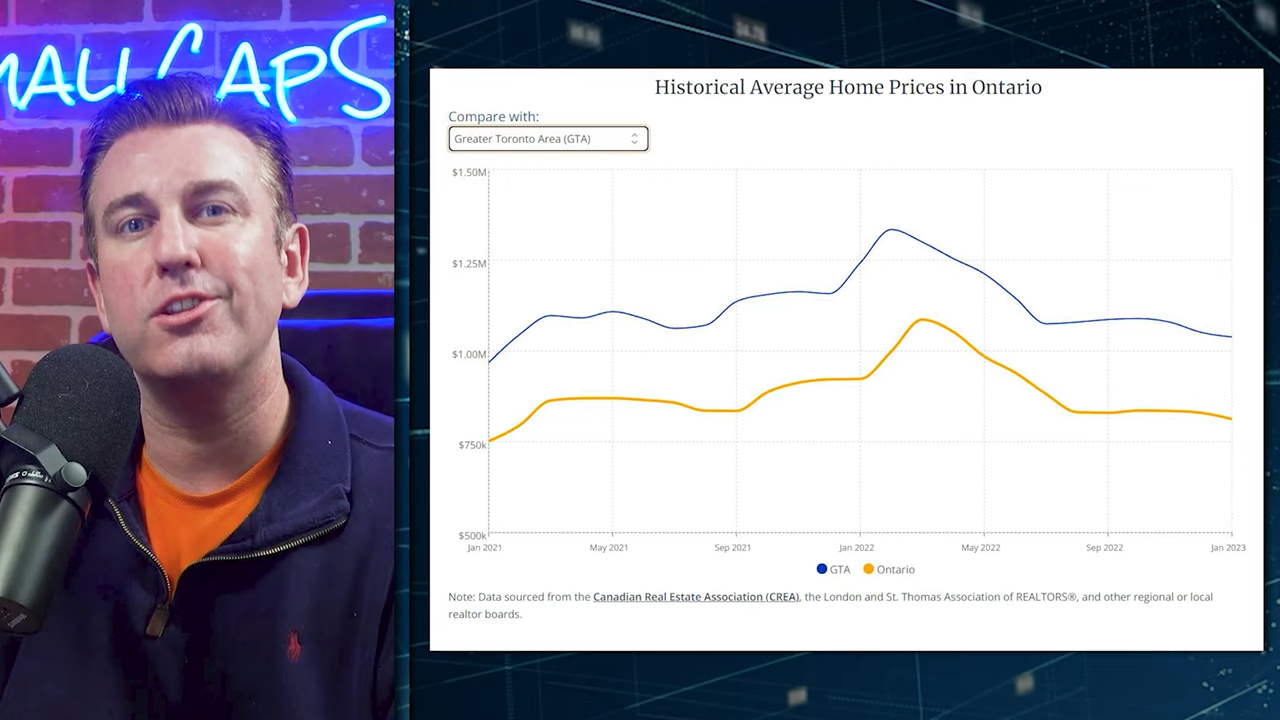 CAPS
Historical Average Home Prices in Ontario
Compare with:
Greater Toronto Area (GTA)
$1.50M
$1.25M
$1.00M
$750k
$500k
Jan 2021 May 2021 Sep 2021 Jan 2022 May 2022 Sep 2022 Jan 2023
GTA Ontario
Note: Data sourced from the Canadian Real Estate Association (CREA), the London and St. Thomas Association of REALTORS®, and other regional or local
realtor boards.